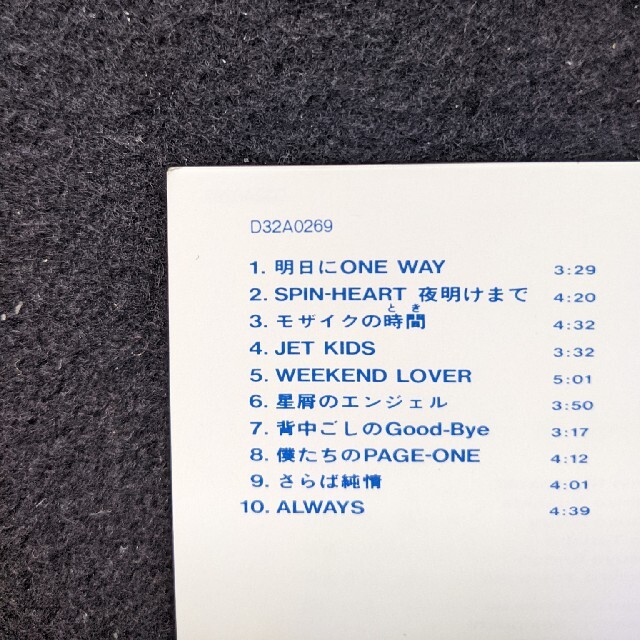 D32A0269
1. 明日にONE WAY 3:29
2. SPIN-HEART 夜明けまで 4:20
とき
3. モザイクの時間 4:32
4. JET KIDS 3:32
5. WEEKEND LOVER 5:01
6. 星屑のエンジェル 3:50
7. 背中ごしのGood-Bye 3:17
8. 僕たちのPAGE-ONE 4:12
9. さらば純情 4:01
10. ALWAYS 4:39